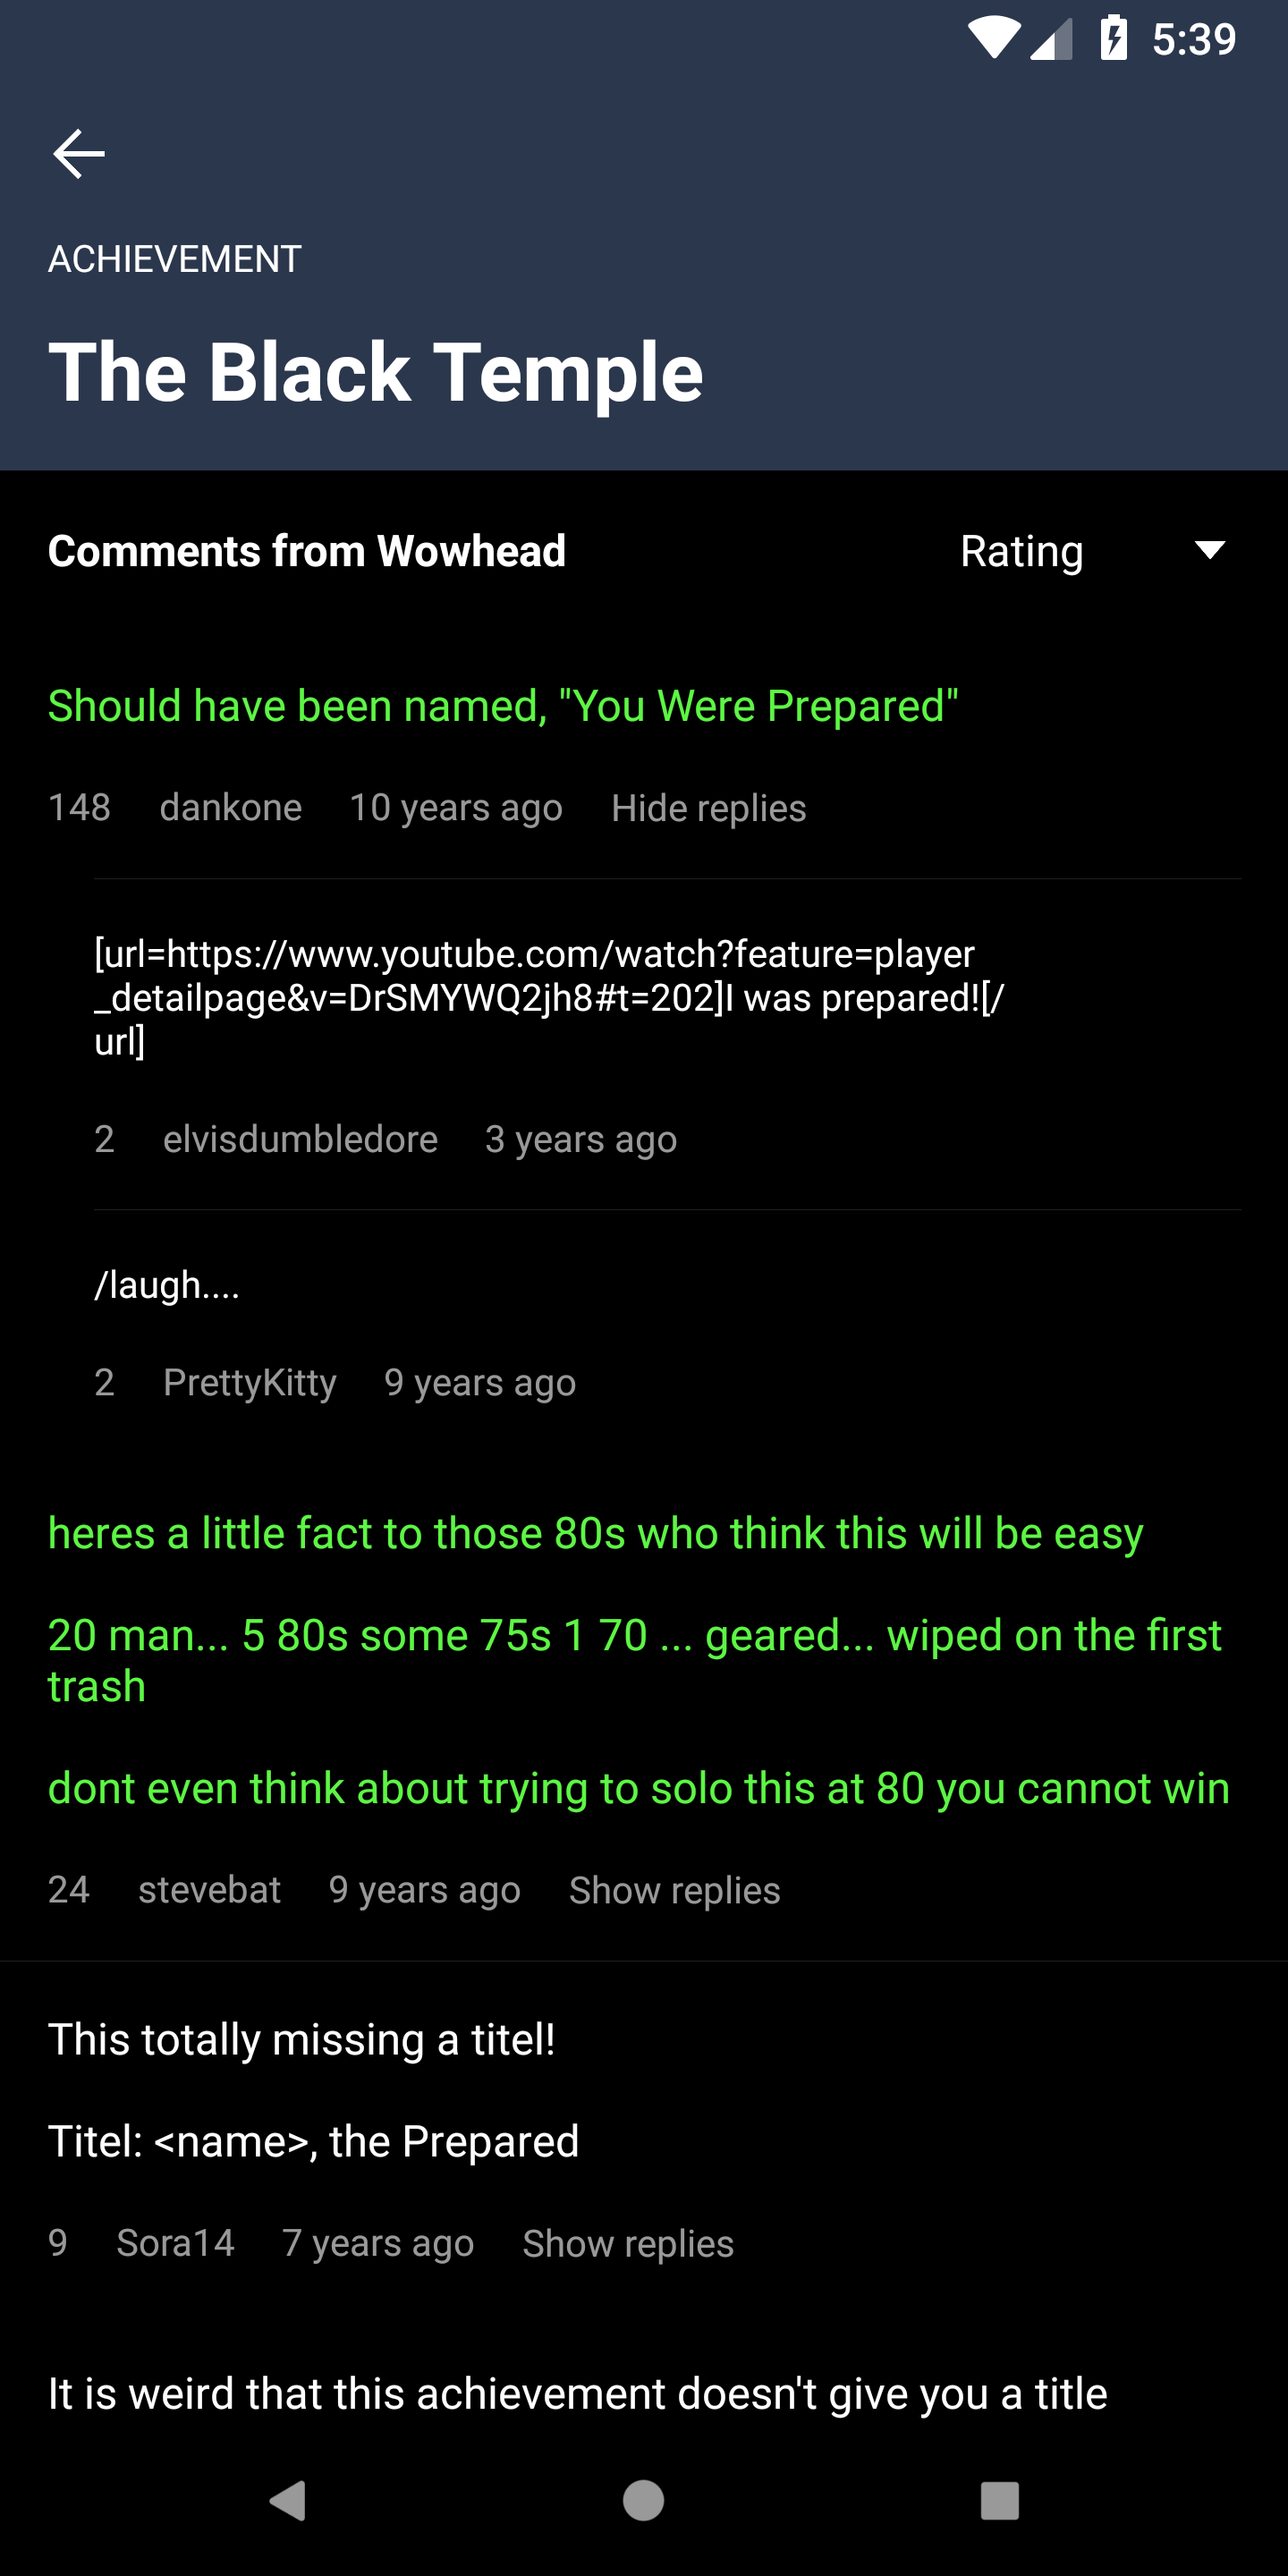 5:39
ACHIEVEMENT
The Black Temple
Comments from Wowhead Rating
Should have been named, "You Were Prepared"
148 dankone 10 years ago Hide replies
[url=https://www.youtube.com/watch?feature=player
_detailpage&v=DrSMYWQ2jh8#t=202]I was prepared![/
url]
2 elvisdumbledore 3 years ago
/laugh....
2 PrettyKitty 9 years ago
heres a little fact to those 80s who think this will be easy
20 man... 5 80s some 75s 1 70 ... geared... wiped on the first
trash
dont even think about trying to solo this at 80 you cannot win
24 stevebat 9 years ago Show replies
This totally missing a titel!
Titel: <name>, the Prepared
9 Sora14 7 years ago Show replies
It is weird that this achievement doesn't give you a title